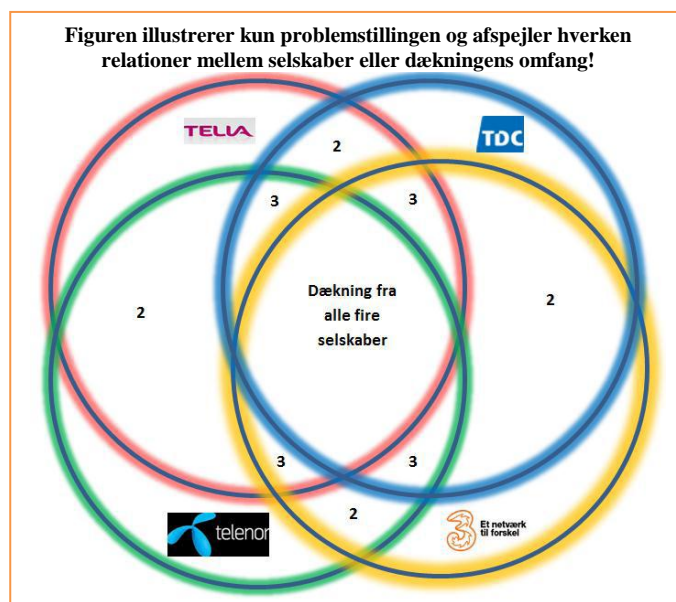 Figuren illustrerer kun problemstillingen og afspejler hverken
relationer mellem selskaber eller dækningens omfang!
TELIA
TDC
2
3
3
2
Dækning fra
alle fire
selskaber
2
3
3
2
telenor
3
Et netværk
til forskel